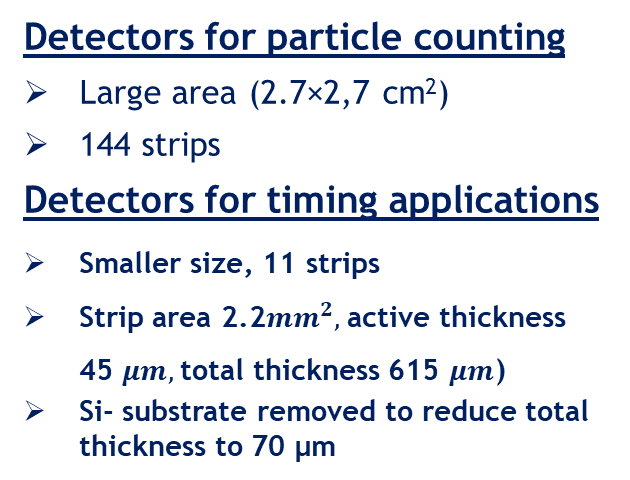 Detectors for particle counting
➢ Large area (2.7×2,7 cm²)
➢ 144 strips
Detectors for timing applications
➢ Smaller size, 11 strips
➢ Strip area 2.2mm², active thickness
45 μm, total thickness 615 μm)
➢ Si- substrate removed to reduce total
thickness to 70 μm